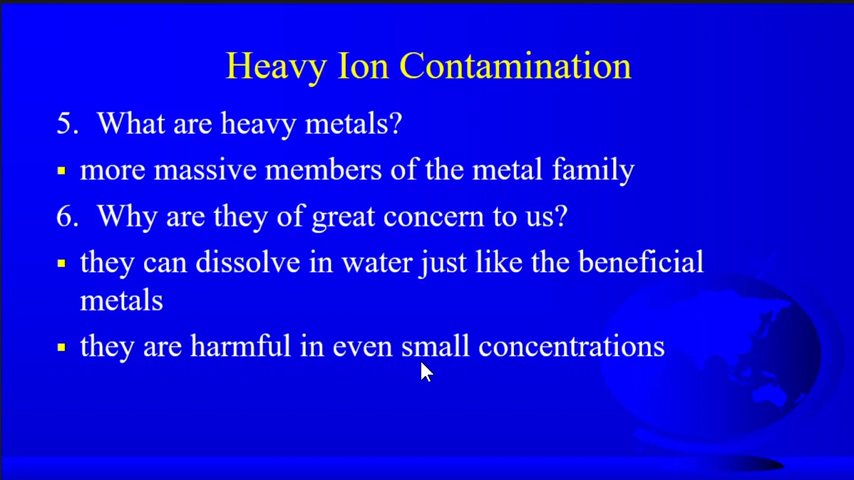 Heavy Ion Contamination
5. What are heavy metals?
▪ more massive members of the metal family
6. Why are they of great concern to us?
▪ they can dissolve in water just like the beneficial
metals
▪ they are harmful in even small concentrations